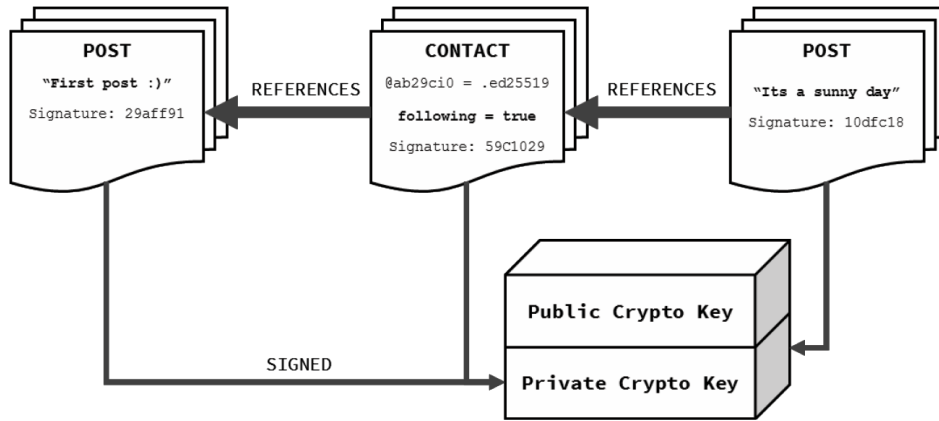 POST
“First post :)”
Signature: 29aff91
REFERENCES
CONTACT
@ab29ci0 = .ed25519
following = true
Signature: 59C1029
REFERENCES
POST
“Its a sunny day”
Signature: 10dfc18
Public Crypto Key
Private Crypto Key
SIGNED